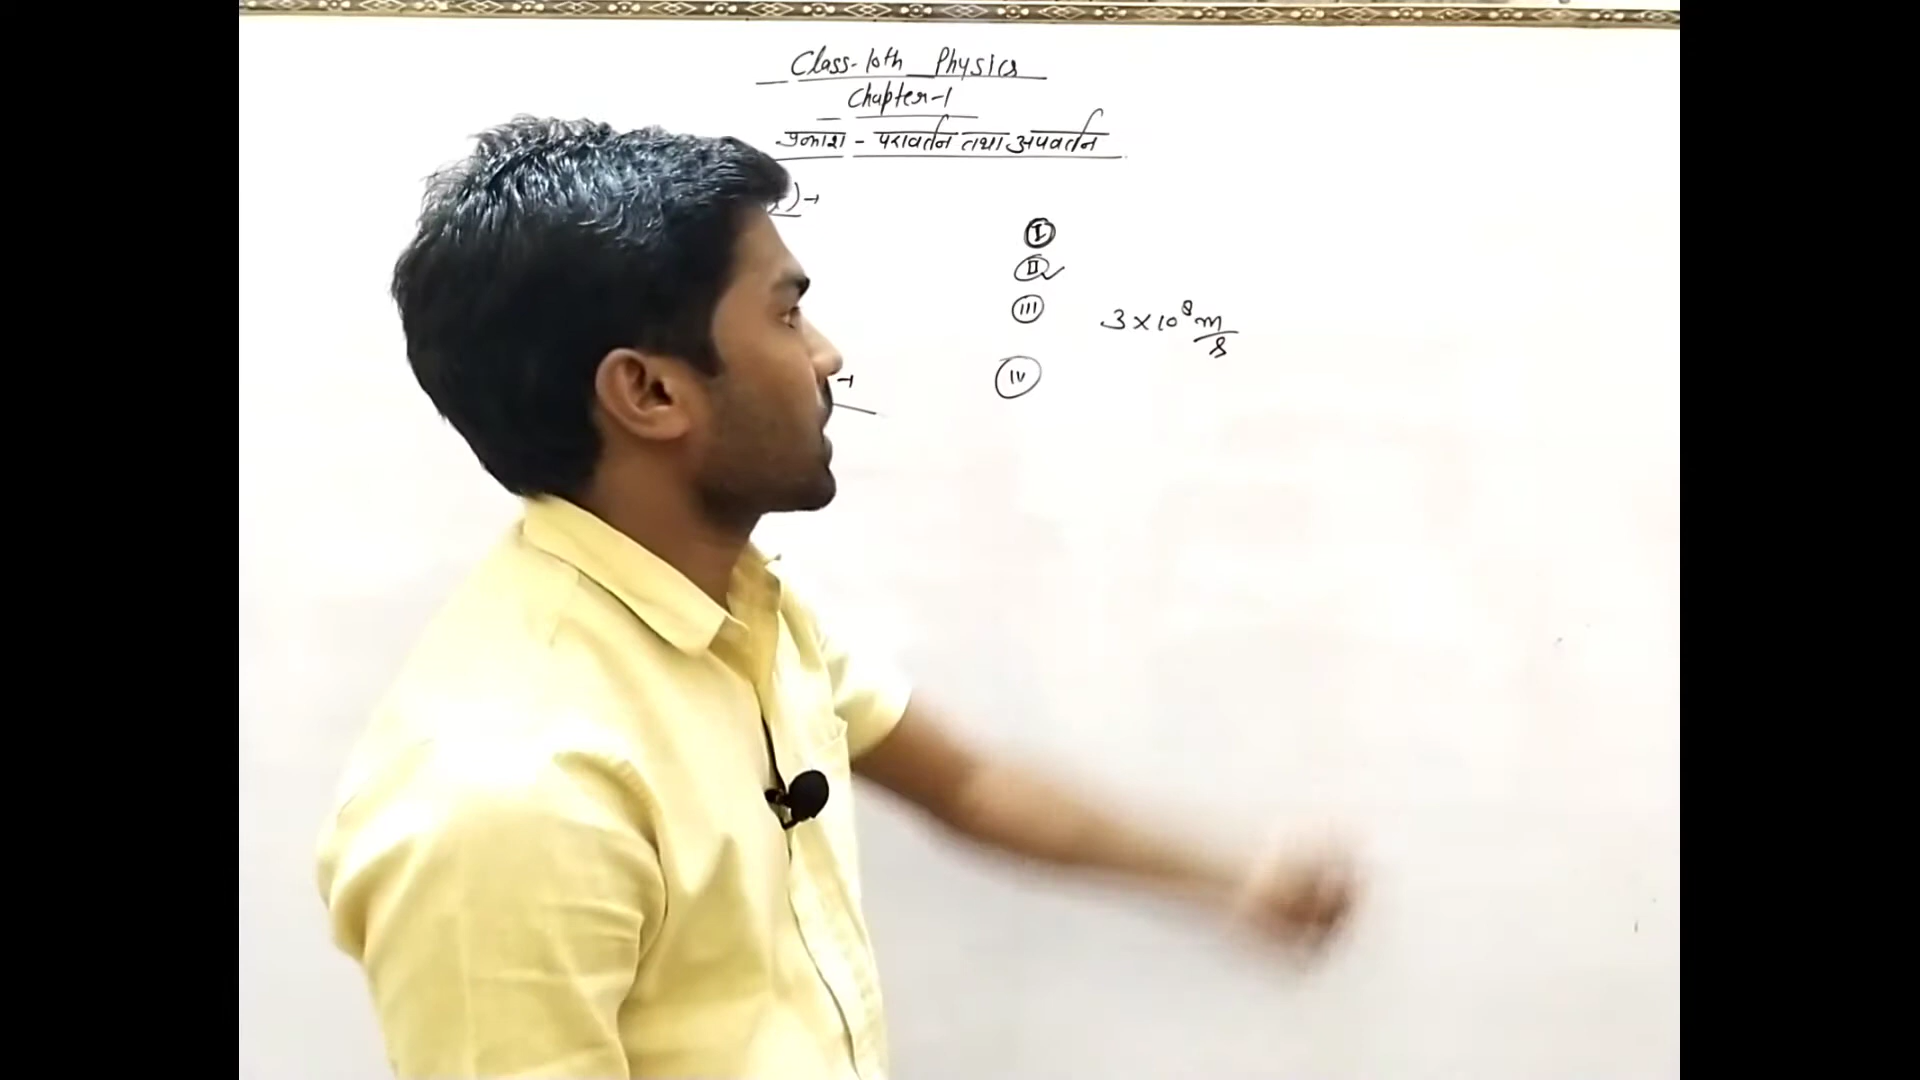 Class-10th Physics
Chapter-1
प्रकाश - परावर्तन तथा अपवर्तन
) →
I
II
III 3×10⁸ m/s
IV